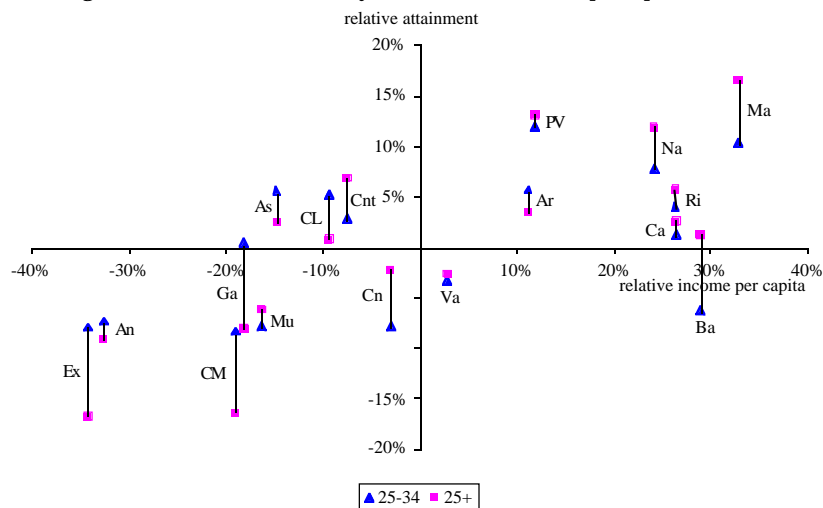 relative attainment
20%
15%
Ma
PV
10%
Na
As
5%
Cnt
Ar
Ri
CL
Ca
-40%
-30%
-20%
-10%
10%
20%
30%
40%
relative income per capita
Ga
Cn
Va
Mu
An
Ba
Ex
CM
-15%
-20%
25-34
25+